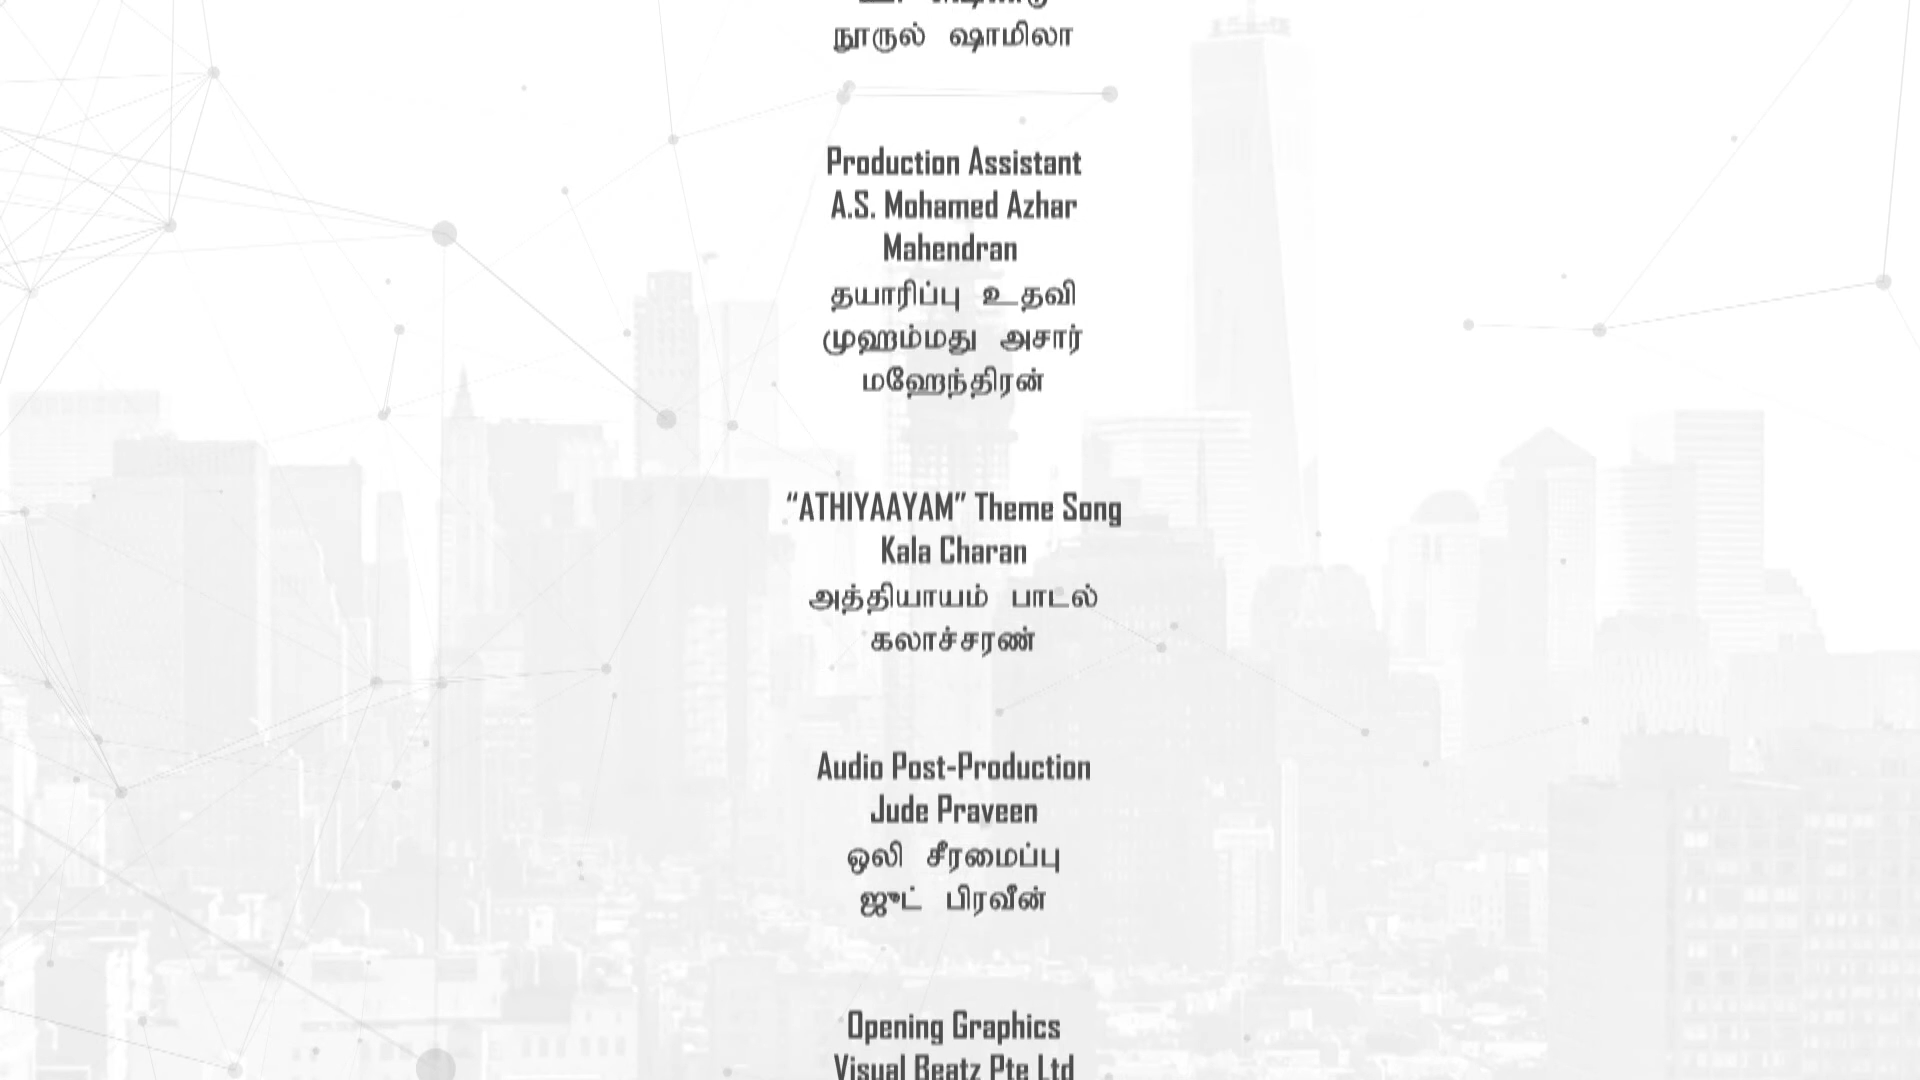 நூருல் ஷாமிலா
Production Assistant
A.S. Mohamed Azhar
Mahendran
தயாரிப்பு உதவி
முஹம்மது அசார்
மஹேந்திரன்
“ATHIYAAYAM” Theme Song
Kala Charan
அத்தியாயம் பாடல்
கலாச்சரண்
Audio Post-Production
Jude Praveen
ஒலி சீரமைப்பு
ஜுட் பிரவீன்
Opening Graphics
Visual Beatz Pte Ltd